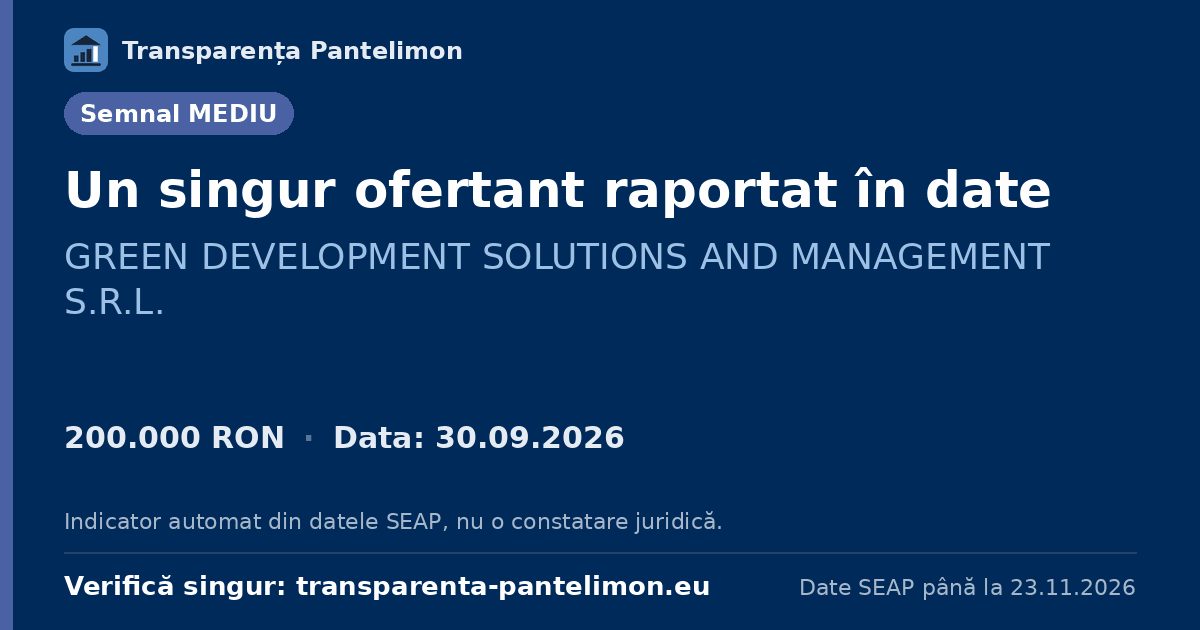 Transparența Pantelimon
Semnal MEDIU
Un singur ofertant raportat în date
GREEN DEVELOPMENT SOLUTIONS AND MANAGEMENT
S.R.L.
200.000 RON · Data: 30.09.2026
Indicator automat din datele SEAP, nu o constatare juridică.
Verifică singur: transparenta-pantelimon.eu
Date SEAP până la 23.11.2026